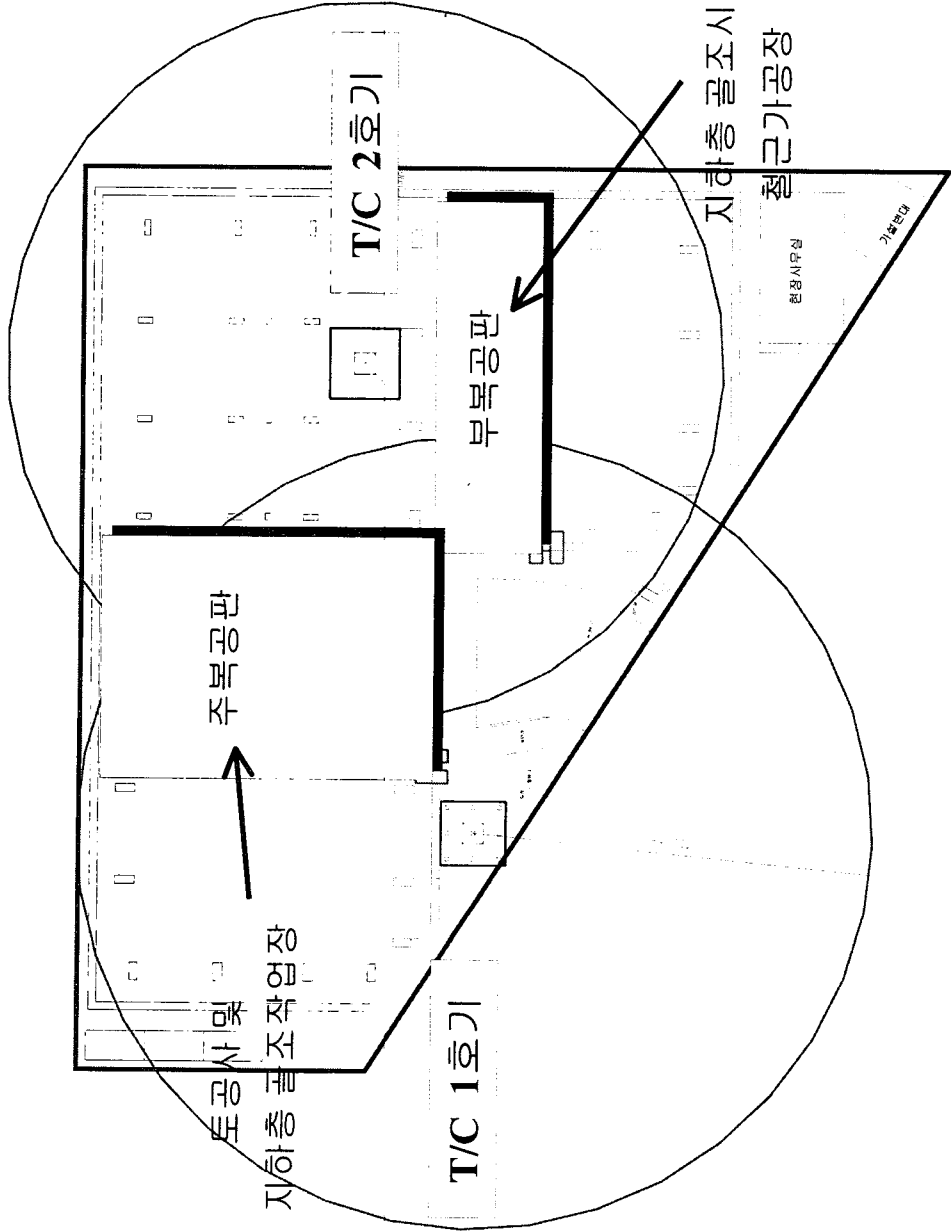 토공사 및
지하층 골조작업장
주복공판
T/C 1호기
T/C 2호기
부복공판
지하층 골조시
철근가공장
현장사무실
가설변대